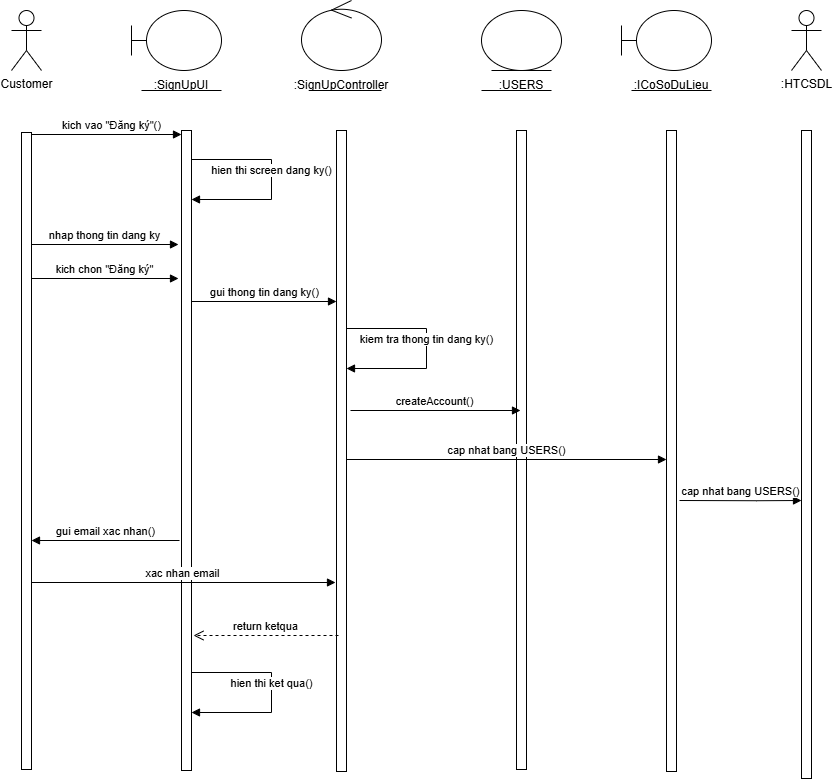 Customer
:SignUpUI
:SignUpController
:USERS
:ICoSoDuLieu
:HTCSDL
kich vao "Đăng ký"()
hien thi screen dang ky()
nhap thong tin dang ky
kich chon "Đăng ký"
gui thong tin dang ky()
kiem tra thong tin dang ky()
createAccount()
cap nhat bang USERS()
cap nhat bang USERS()
gui email xac nhan()
xac nhan email
return ketqua
hien thi ket qua()